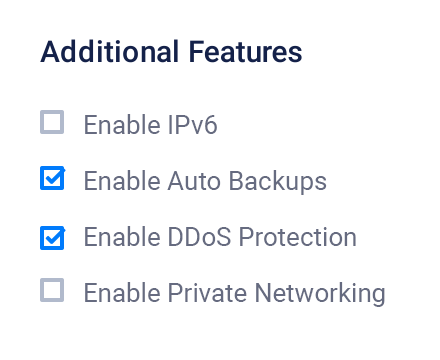 Additional Features
Enable IPv6
Enable Auto Backups
Enable DDoS Protection
Enable Private Networking